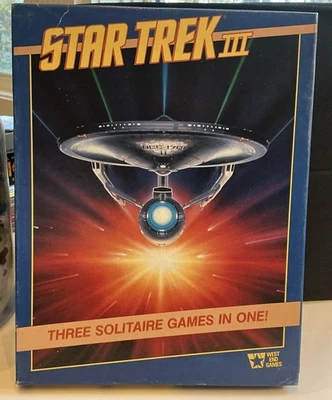 STAR TREK III
NCC-1701
THREE SOLITAIRE GAMES IN ONE!
WEST
END
GAMES